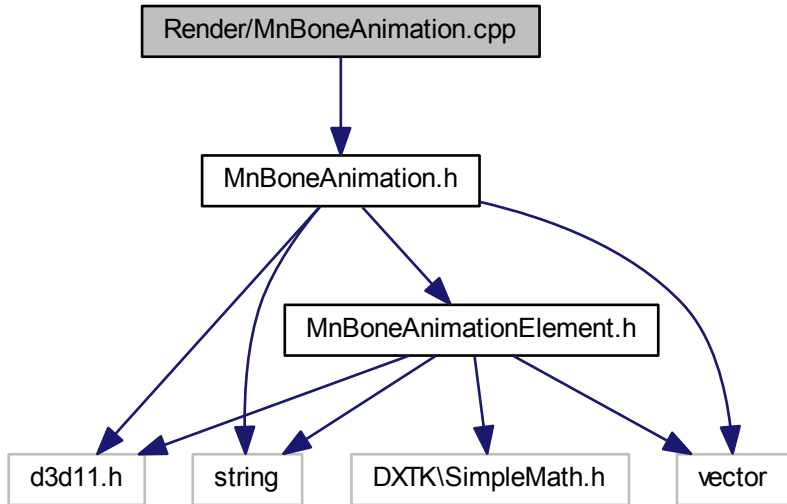 Render/MnBoneAnimation.cpp
MnBoneAnimation.h
MnBoneAnimationElement.h
d3d11.h
string
DXTK\SimpleMath.h
vector